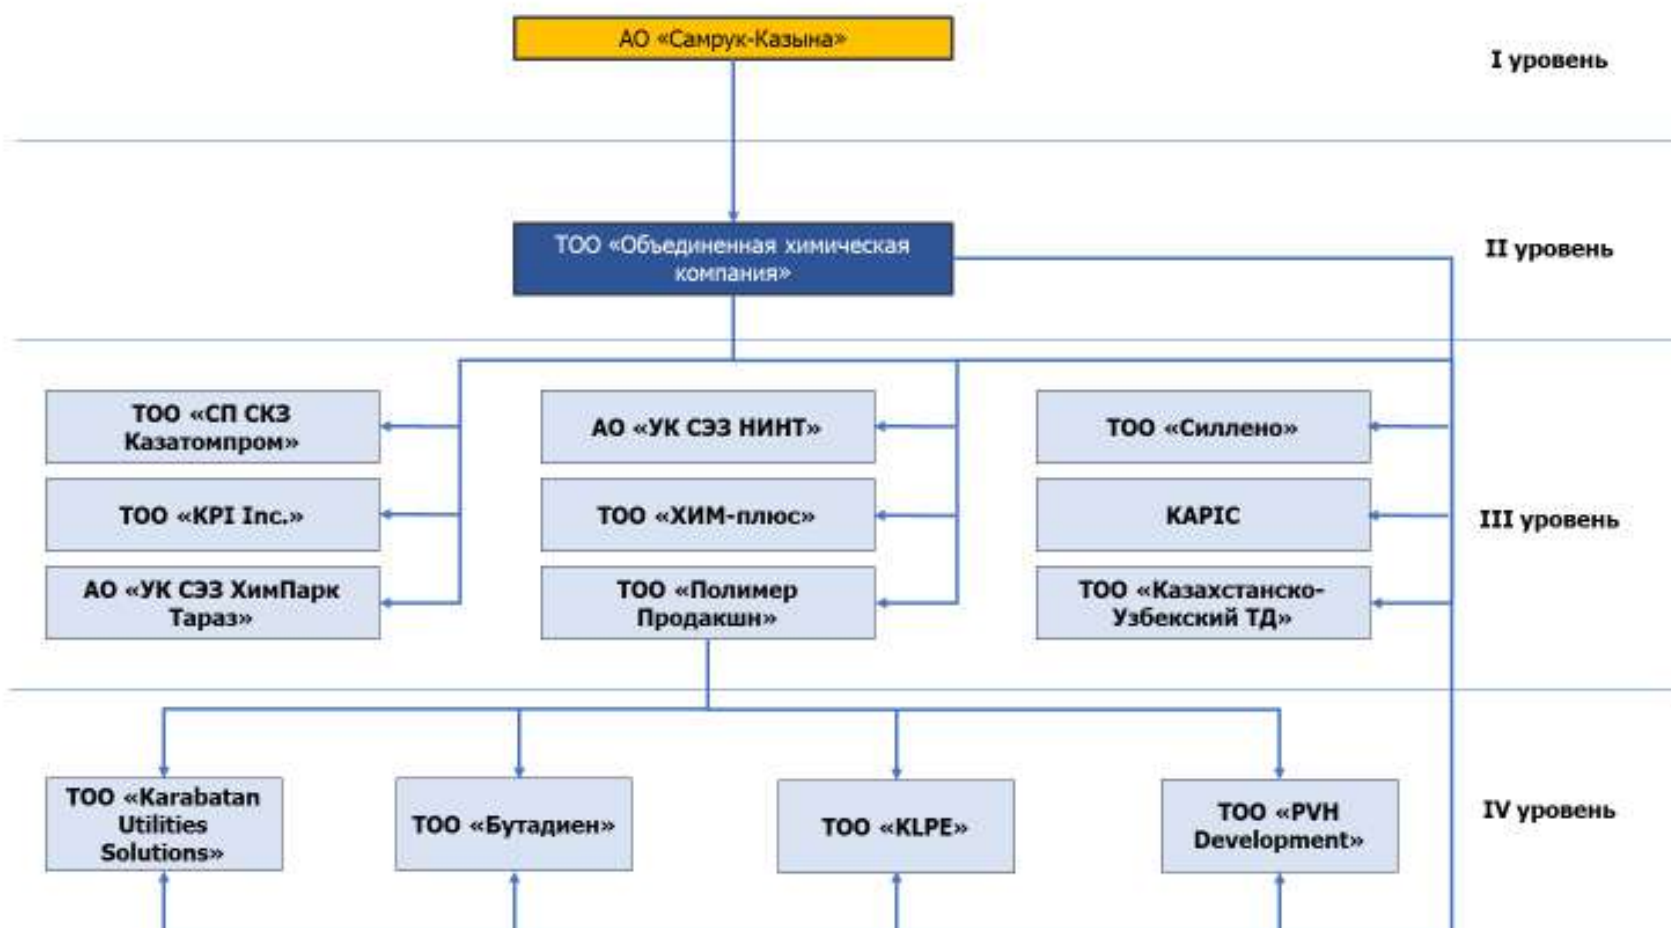 АО «Самрук-Казына»
I уровень
ТОО «Объединенная химическая
компания»
II уровень
ТОО «СП СКЗ
Казатомпром»
АО «УК СЭЗ НИНТ»
ТОО «Силлено»
ТОО «KPI Inc.»
ТОО «ХИМ-плюс»
KAPIC
III уровень
АО «УК СЭЗ ХимПарк
Тараз»
ТОО «Полимер
Продакшн»
ТОО «Казахстанско-
Узбекский ТД»
ТОО «Karabatan
Utilities
Solutions»
ТОО «Бутадиен»
ТОО «KLPE»
ТОО «PVH
Development»
IV уровень